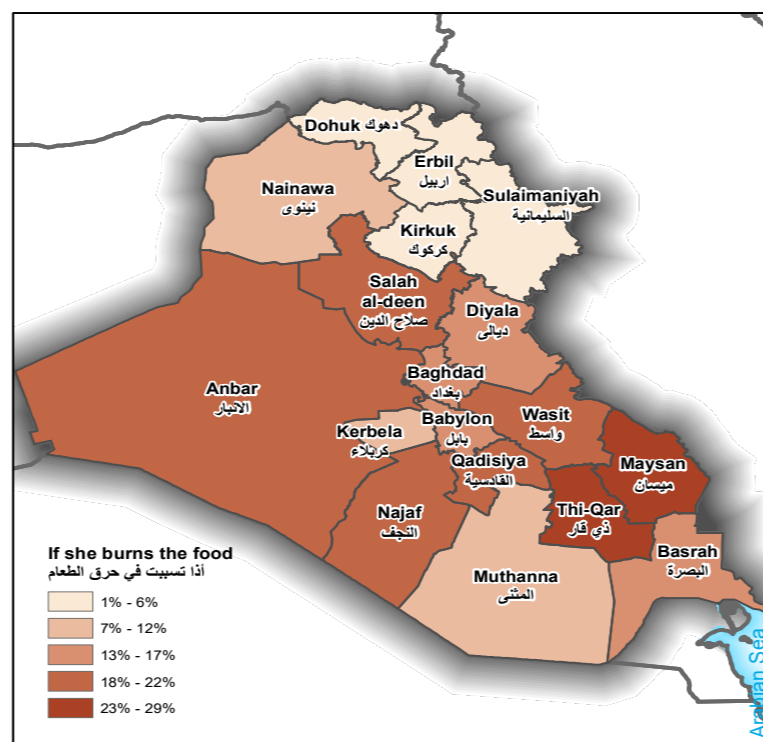 Dohuk دهوك
Erbil
اربيل
Nainawa
نينوى
Sulaimaniyah
السليمانية
Kirkuk
كركوك
Salah
al-deen
صلاح الدين
Diyala
ديالى
Baghdad
بغداد
Anbar
الانبار
Kerbela
كربلاء
Babylon
بابل
Wasit
واسط
Qadisiya
القادسية
Maysan
ميسان
Najaf
النجف
Thi-Qar
ذي قار
Basrah
البصرة
Muthanna
المثنى
If she burns the food
أذا تسببت في حرق الطعام
1% - 6%
7% - 12%
13% - 17%
18% - 22%
23% - 29%
Arabian Sea